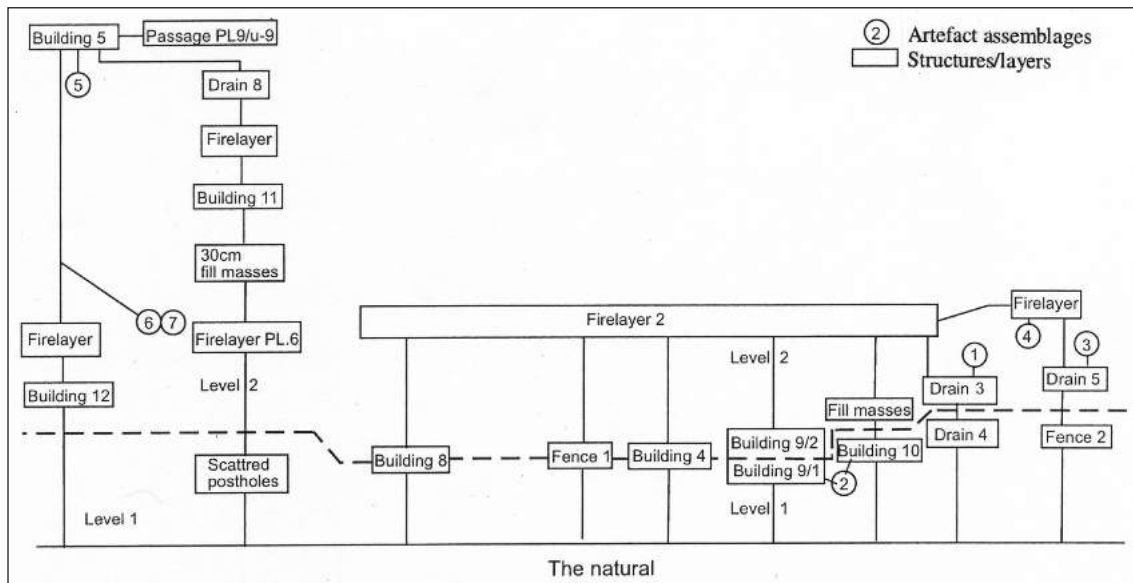 Building 5
Passage PL9/u-9
2 Artefact assemblages
Structures/layers
5
Drain 8
Firelayer
Building 11
30cm
fill masses
6 7
Firelayer
Firelayer PL.6
Building 12
Level 2
Scattred
postholes
Level 1
Firelayer 2
Firelayer
4
Level 2
1
3
Drain 3
Drain 5
Fill masses
Building 8
Fence 1
Building 4
Building 9/2
Building 9/1
Building 10
2
Drain 4
Fence 2
Level 1
The natural